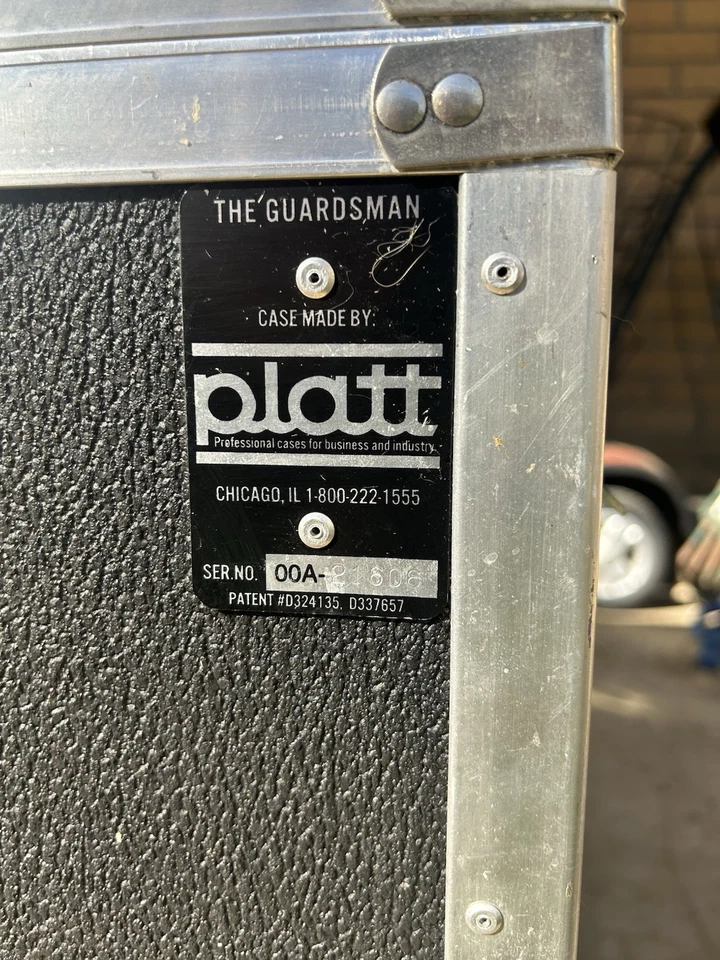 THE GUARDSMAN
CASE MADE BY:
platt
Professional cases for business and industry
CHICAGO, IL 1-800-222-1555
SER.NO. 00A-21606
PATENT #D324135, D337657